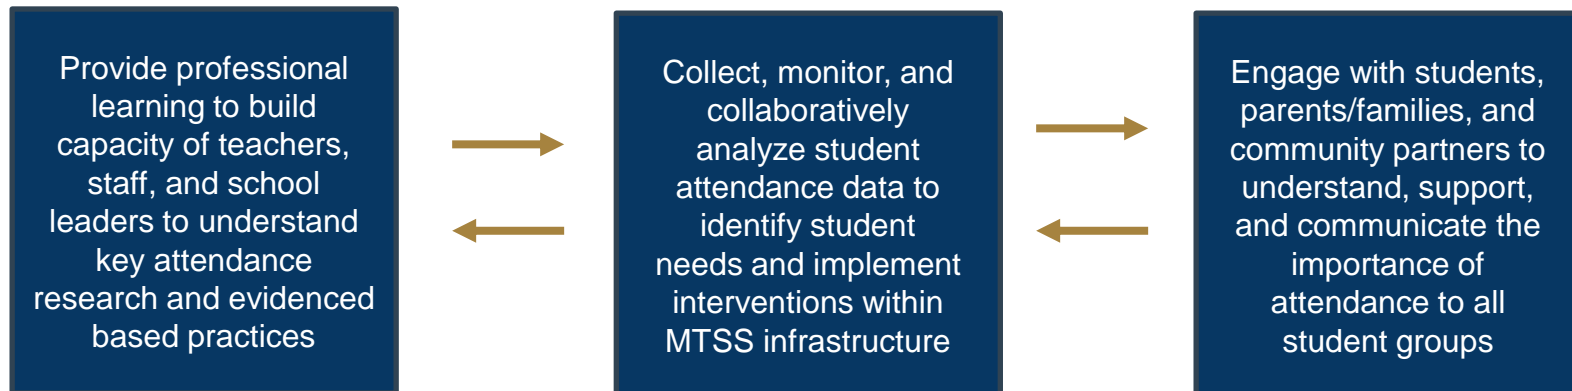 Provide professional
learning to build
capacity of teachers,
staff, and school
leaders to understand
key attendance
research and evidenced
based practices
Collect, monitor, and
collaboratively
analyze student
attendance data to
identify student
needs and implement
interventions within
MTSS infrastructure
Engage with students,
parents/families, and
community partners to
understand, support,
and communicate the
importance of
attendance to all
student groups